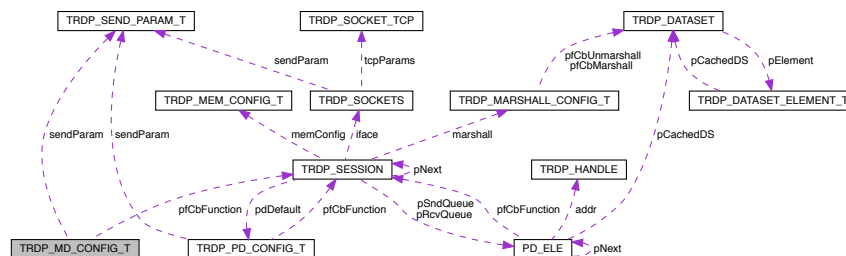 TRDP_SEND_PARAM_T
TRDP_SOCKET_TCP
TRDP_DATASET
sendParam
tcpParams
pfCbUnmarshall
pfCbMarshall
pCachedDS
pElement
TRDP_MEM_CONFIG_T
TRDP_SOCKETS
TRDP_MARSHALL_CONFIG_T
TRDP_DATASET_ELEMENT_T
sendParam
sendParam
memConfig
iface
marshall
pCachedDS
TRDP_SESSION
pNext
TRDP_HANDLE
pfCbFunction
pdDefault
pfCbFunction
pSndQueue
pRcvQueue
pfCbFunction
addr
TRDP_MD_CONFIG_T
TRDP_PD_CONFIG_T
PD_ELE
pNext